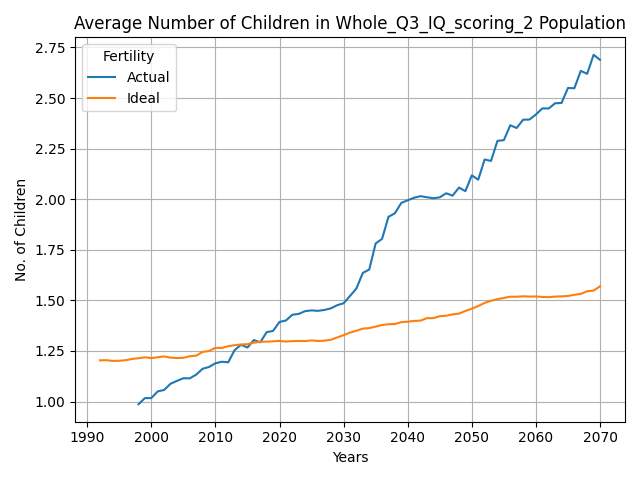 Average Number of Children in Whole_Q3_IQ_scoring_2 Population
Fertility
Actual
Ideal
No. of Children
2.75
2.50
2.25
2.00
1.75
1.50
1.25
1.00
1990 2000 2010 2020 2030 2040 2050 2060 2070
Years